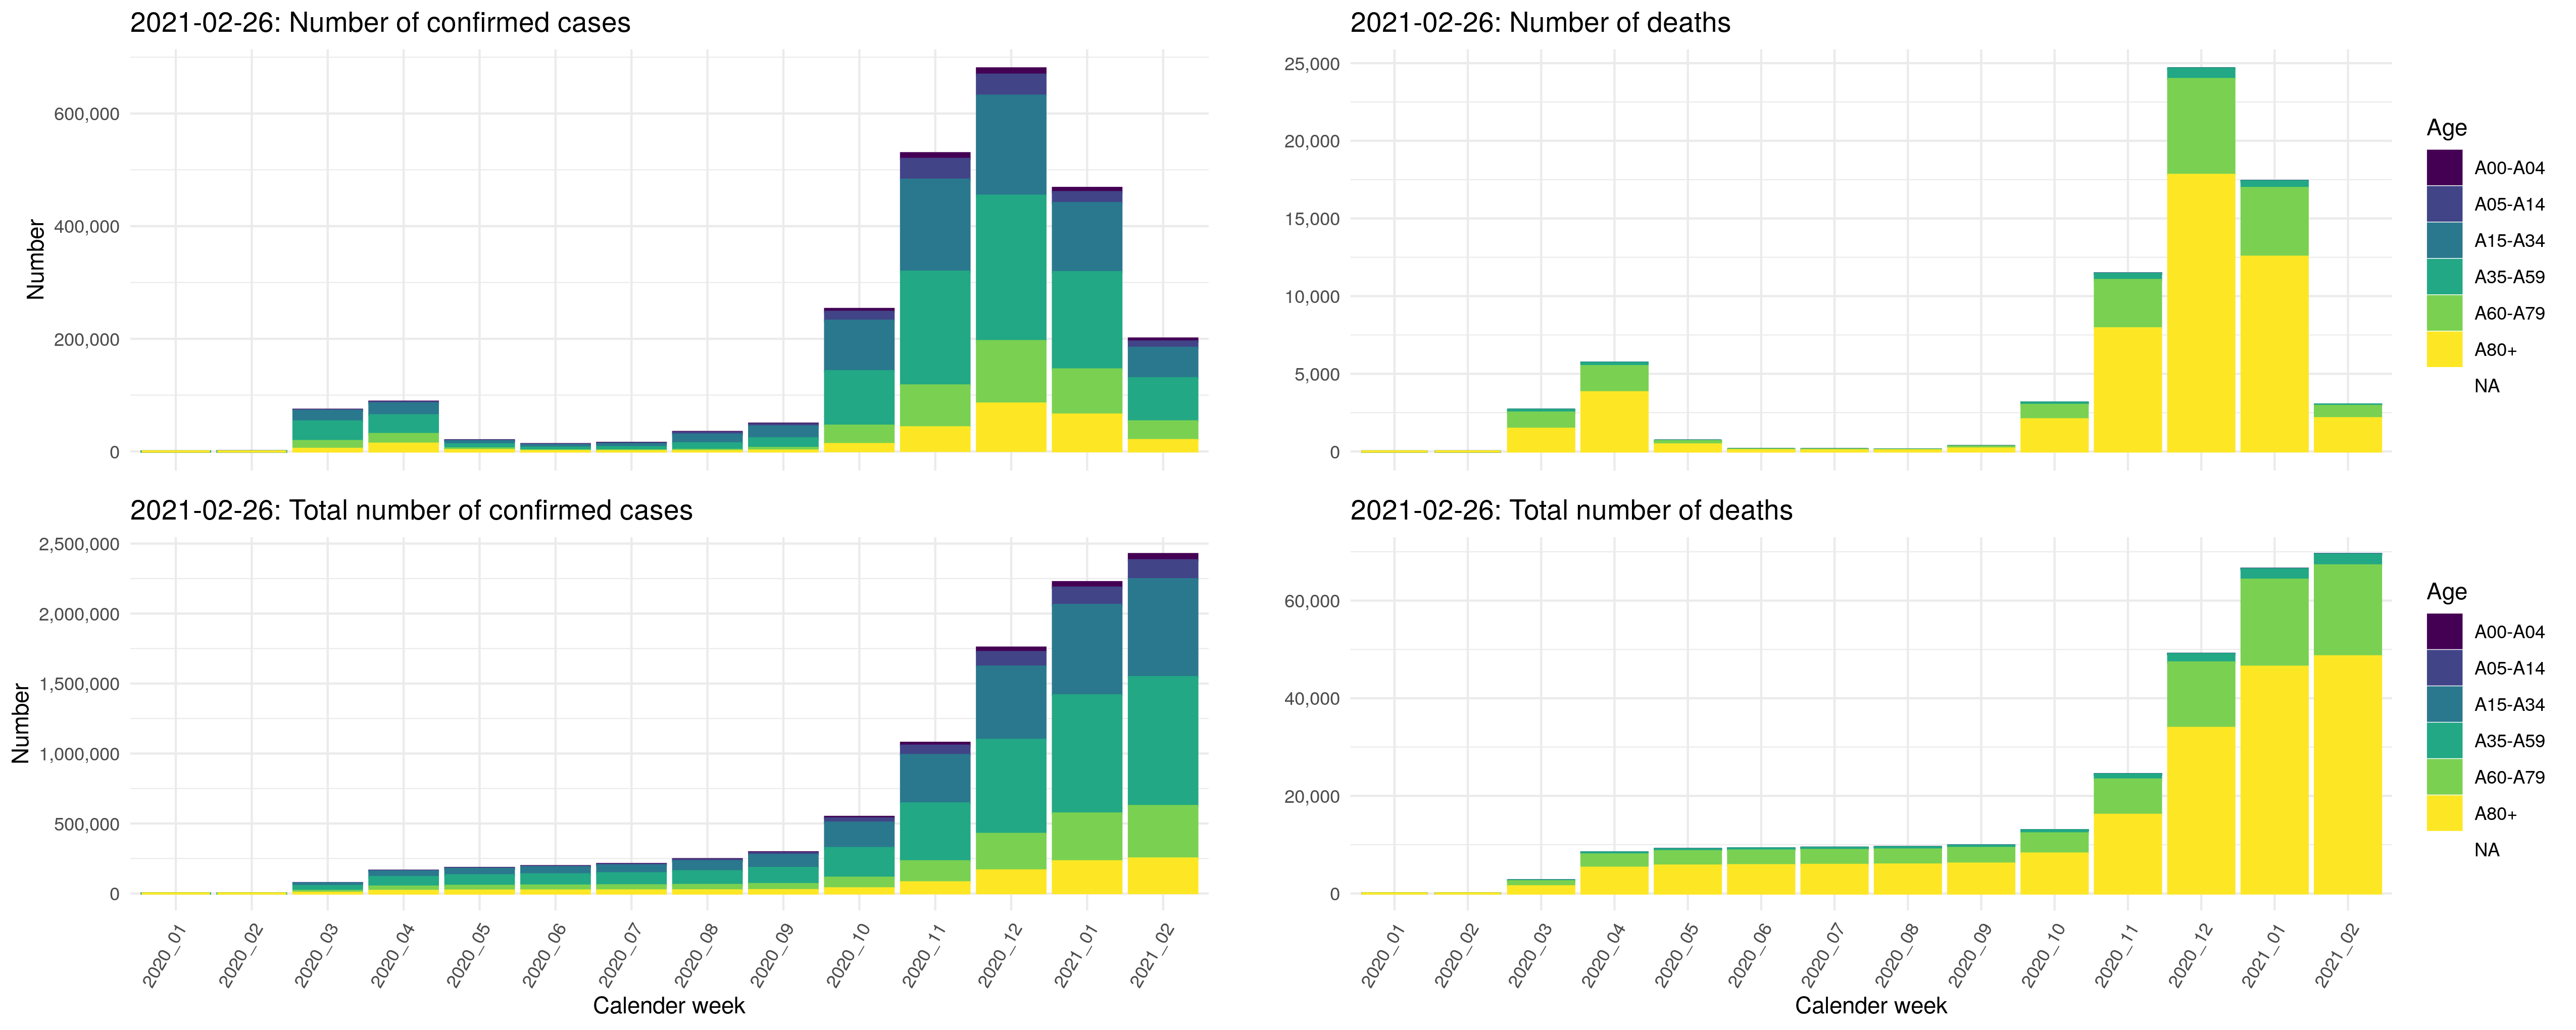 2021-02-26: Number of confirmed cases
600,000
400,000
200,000
0
Number
2021-02-26: Number of deaths
25,000
20,000
15,000
10,000
5,000
0
Age
A00-A04
A05-A14
A15-A34
A35-A59
A60-A79
A80+
NA
2021-02-26: Total number of confirmed cases
2,500,000
2,000,000
1,500,000
1,000,000
500,000
0
Number
2020_01
2020_02
2020_03
2020_04
2020_05
2020_06
2020_07
2020_08
2020_09
2020_10
2020_11
2020_12
2021_01
2021_02
Calender week
2021-02-26: Total number of deaths
60,000
40,000
20,000
0
2020_01
2020_02
2020_03
2020_04
2020_05
2020_06
2020_07
2020_08
2020_09
2020_10
2020_11
2020_12
2021_01
2021_02
Calender week
Age
A00-A04
A05-A14
A15-A34
A35-A59
A60-A79
A80+
NA